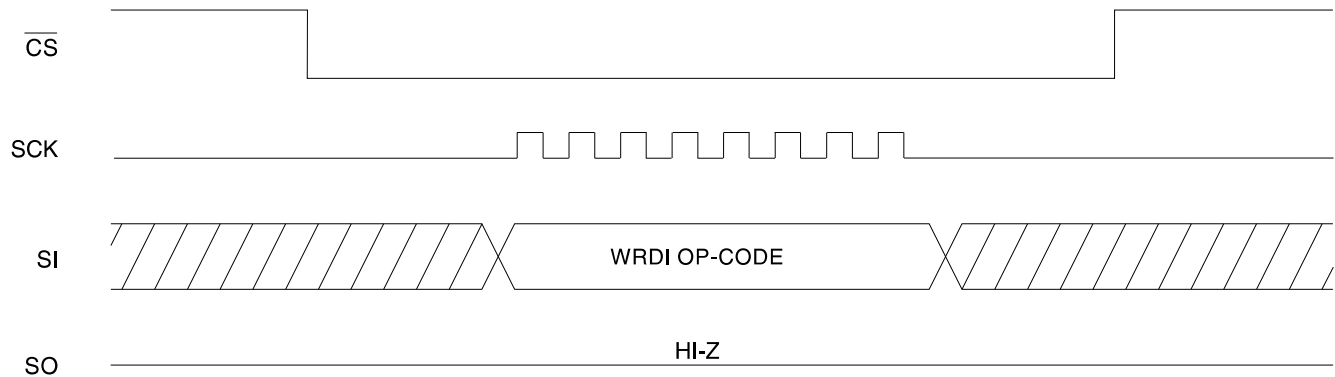 CS
SCK
SI
WRDI OP-CODE
SO
HI-Z